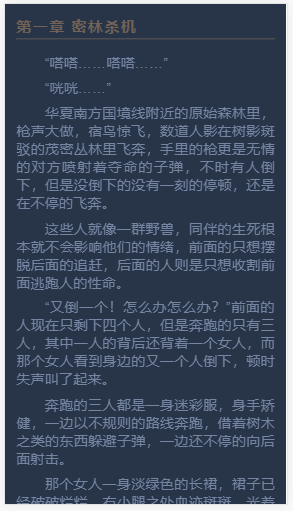 第一章 密林杀机
“嗒嗒……嗒嗒……”
“咣咣……”
华夏南方国境线附近的原始森林里，
枪声大做，宿鸟惊飞，数道人影在树影斑
驳的茂密丛林里飞奔，手里的枪更是无情
的对方喷射着夺命的子弹，不时有人倒
下，但是没倒下的没有一刻的停顿，还是
在不停的飞奔。
这些人就像一群野兽，同伴的生死根
本就不会影响他们的情绪，前面的只想摆
脱后面的追赶，后面的人则是只想收割前
面逃跑人的性命。
“又倒一个！怎么办怎么办？”前面的
人现在只剩下四个人，但是奔跑的只有三
人，其中一人的背后还背着一个女人，而
那个女人看到身边的又一个人倒下，顿时
失声叫了起来。
奔跑的三人都是一身迷彩服，身手矫
健，一边以不规则的路线奔跑，借着树木
之类的东西躲避子弹，一边还不停的向后
面射击。
那个女人一身淡绿色的长裙，裙子已
经破破烂烂，右小腿之处血迹斑斑，光着